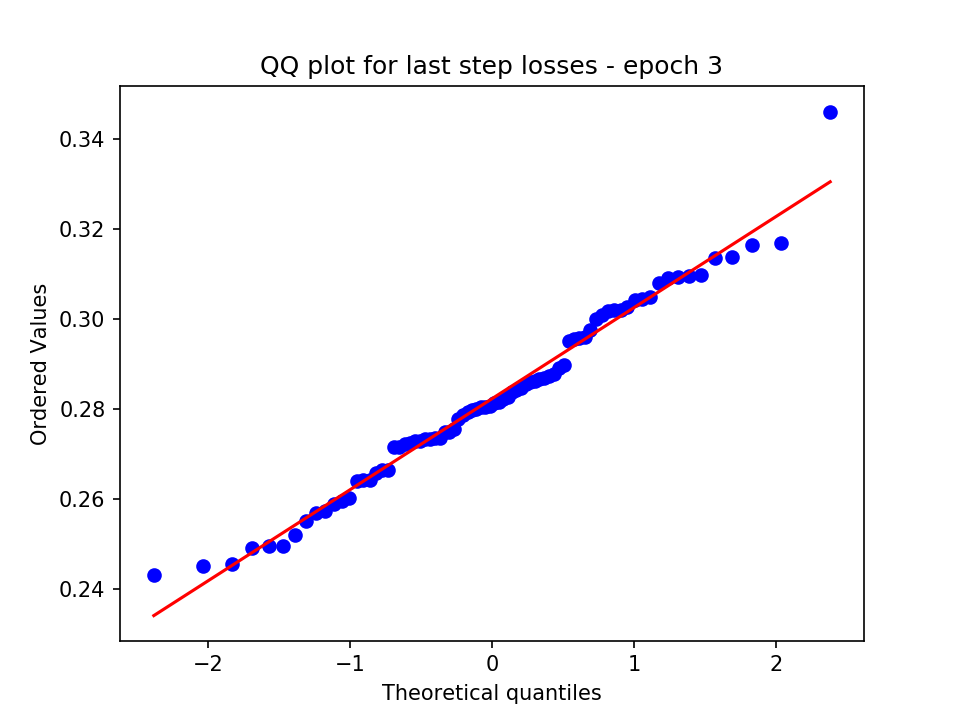 QQ plot for last step losses - epoch 3
Ordered Values
0.34
0.32
0.30
0.28
0.26
0.24
−2 −1 0 1 2
Theoretical quantiles